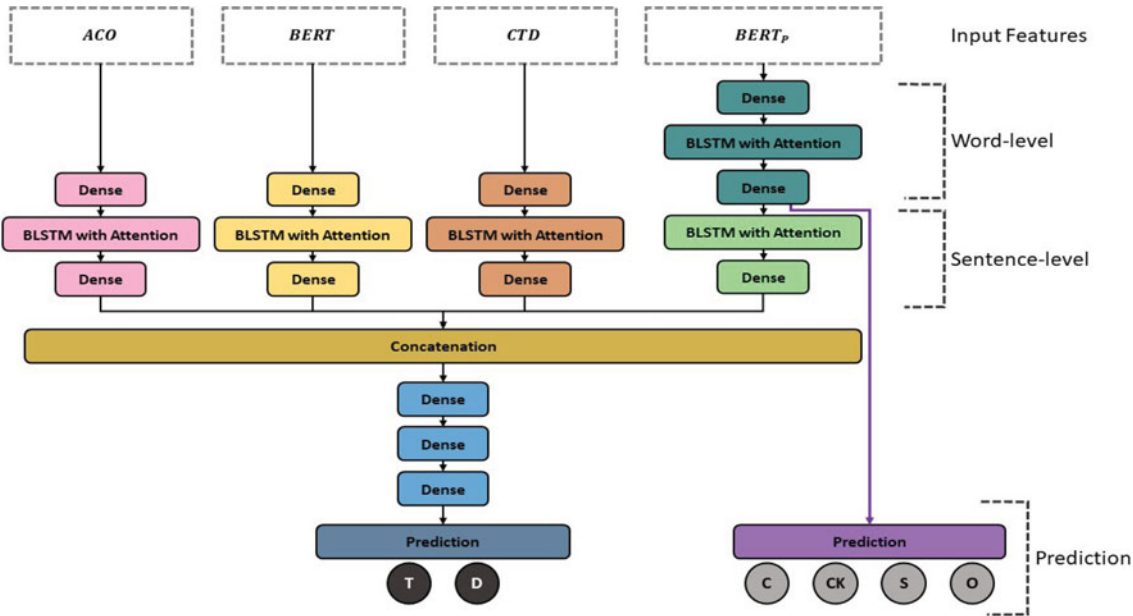 ACO BERT CTD BERT_P Input Features
Dense
BLSTM with Attention Word-level
Dense Dense Dense Dense
BLSTM with Attention BLSTM with Attention BLSTM with Attention BLSTM with Attention
Sentence-level
Dense Dense Dense Dense
Concatenation
Dense
Dense
Dense
Prediction Prediction
Prediction
T D C CK S O